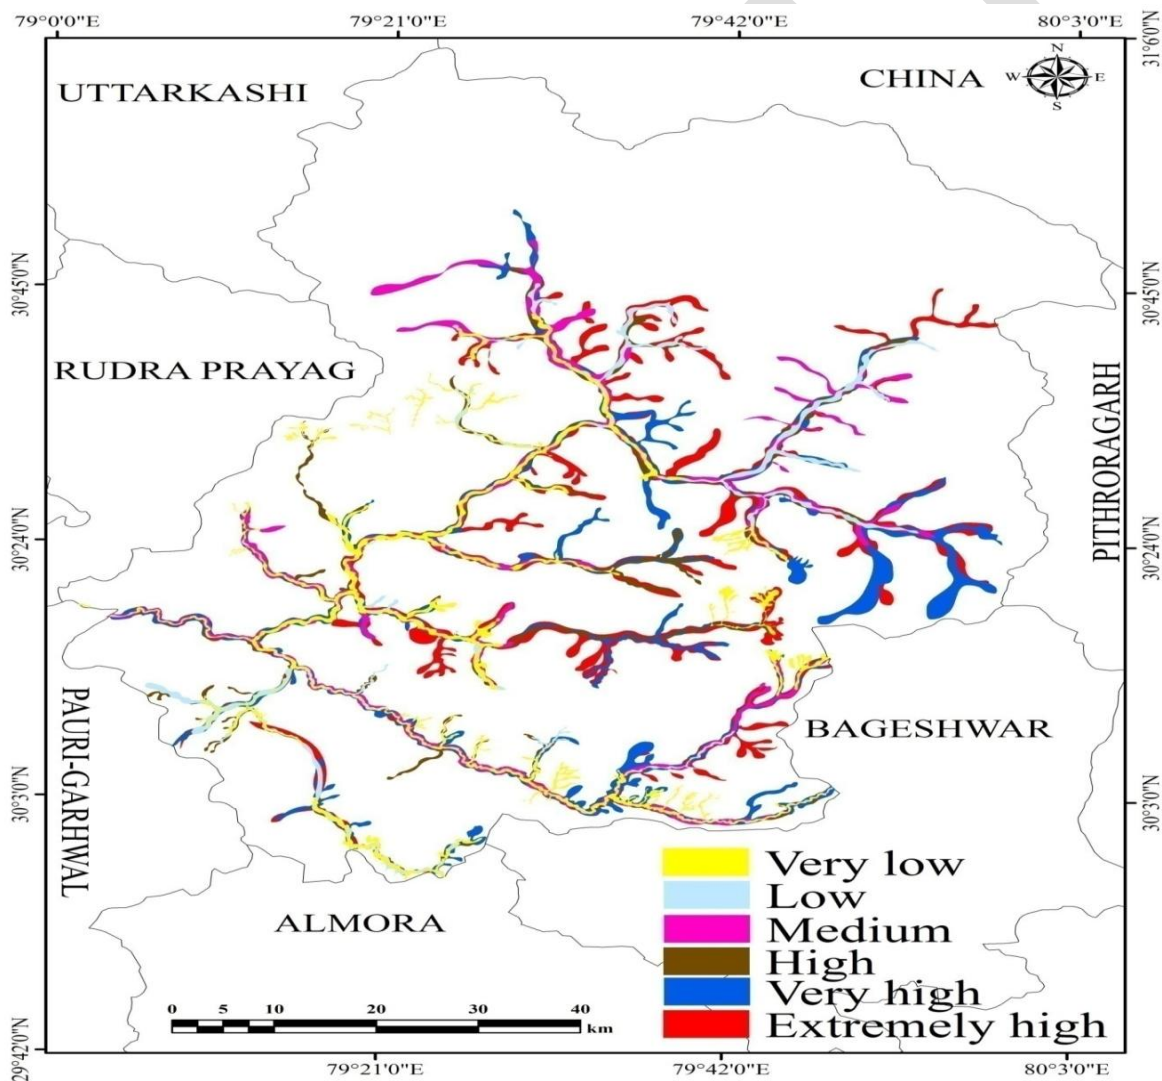 79°0'0"E 79°21'0"E 79°42'0"E 80°3'0"E
31°6'0"N
N
W E
S
UTTARKASHI
CHINA
30°45'0"N
30°45'0"N
RUDRA PRAYAG
PITHRORAGARH
30°24'0"N
30°24'0"N
PAURI-GARHWAL
BAGESHWAR
30°3'0"N
30°3'0"N
ALMORA
Very low
Low
Medium
High
Very high
Extremely high
0 5 10 20 30 40
km
29°42'0"N
79°21'0"E 79°42'0"E 80°3'0"E